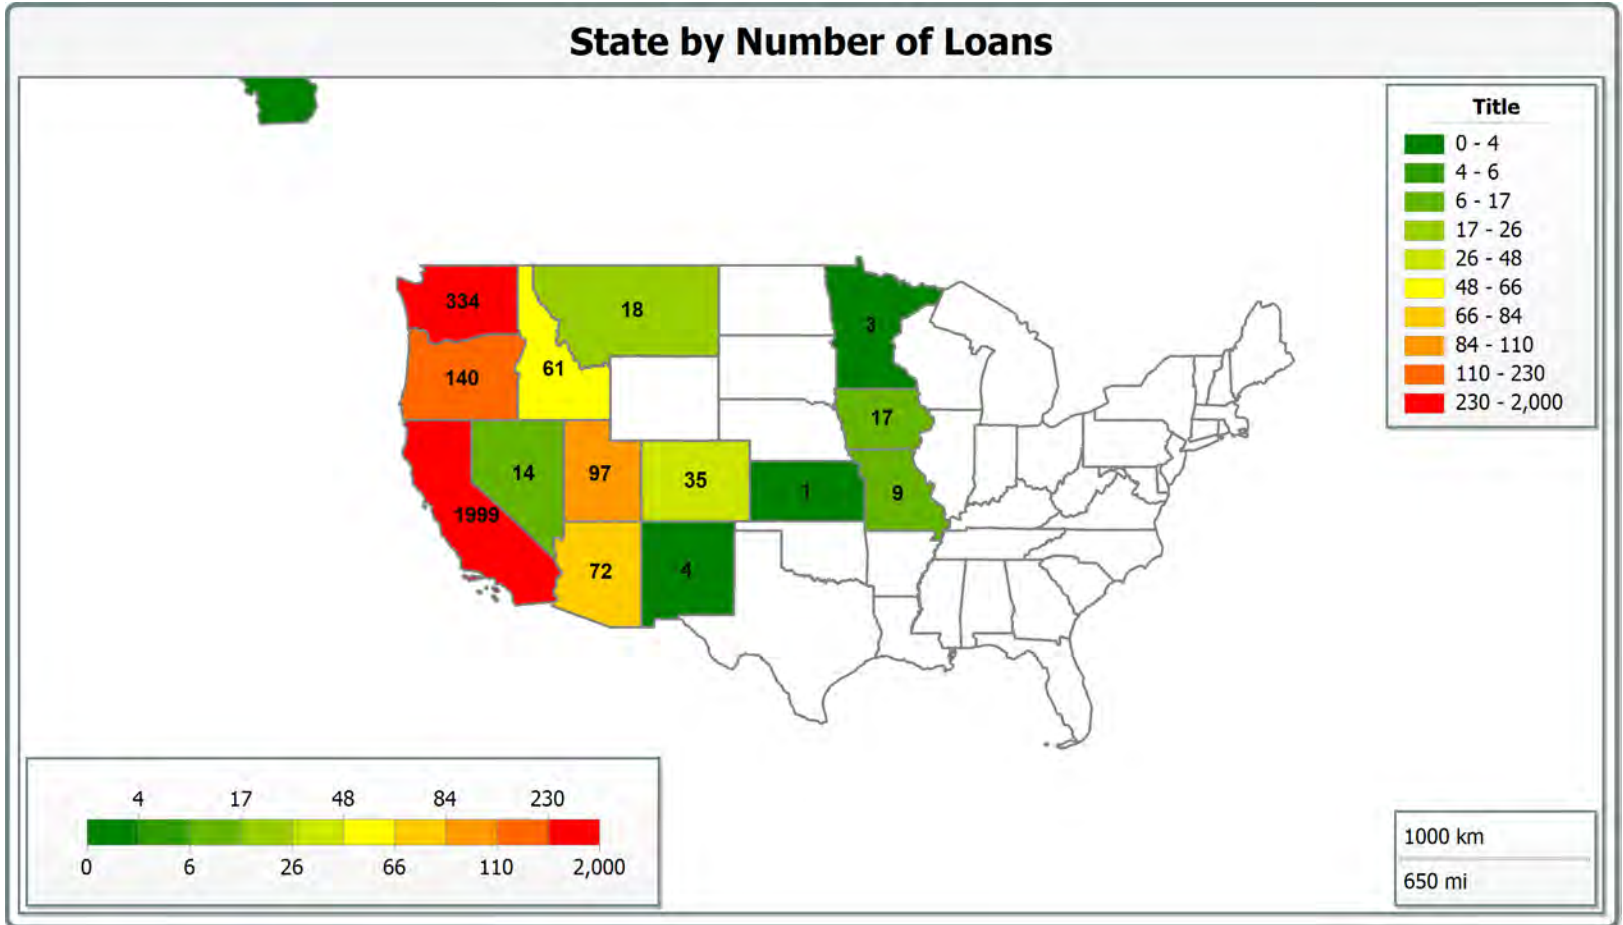 State by Number of Loans
Title
0 - 4
4 - 6
6 - 17
17 - 26
26 - 48
48 - 66
66 - 84
84 - 110
110 - 230
230 - 2,000
334
18
3
140
61
17
14
97
35
1
9
1999
72
4
4 17 48 84 230
0 6 26 66 110 2,000
1000 km
650 mi